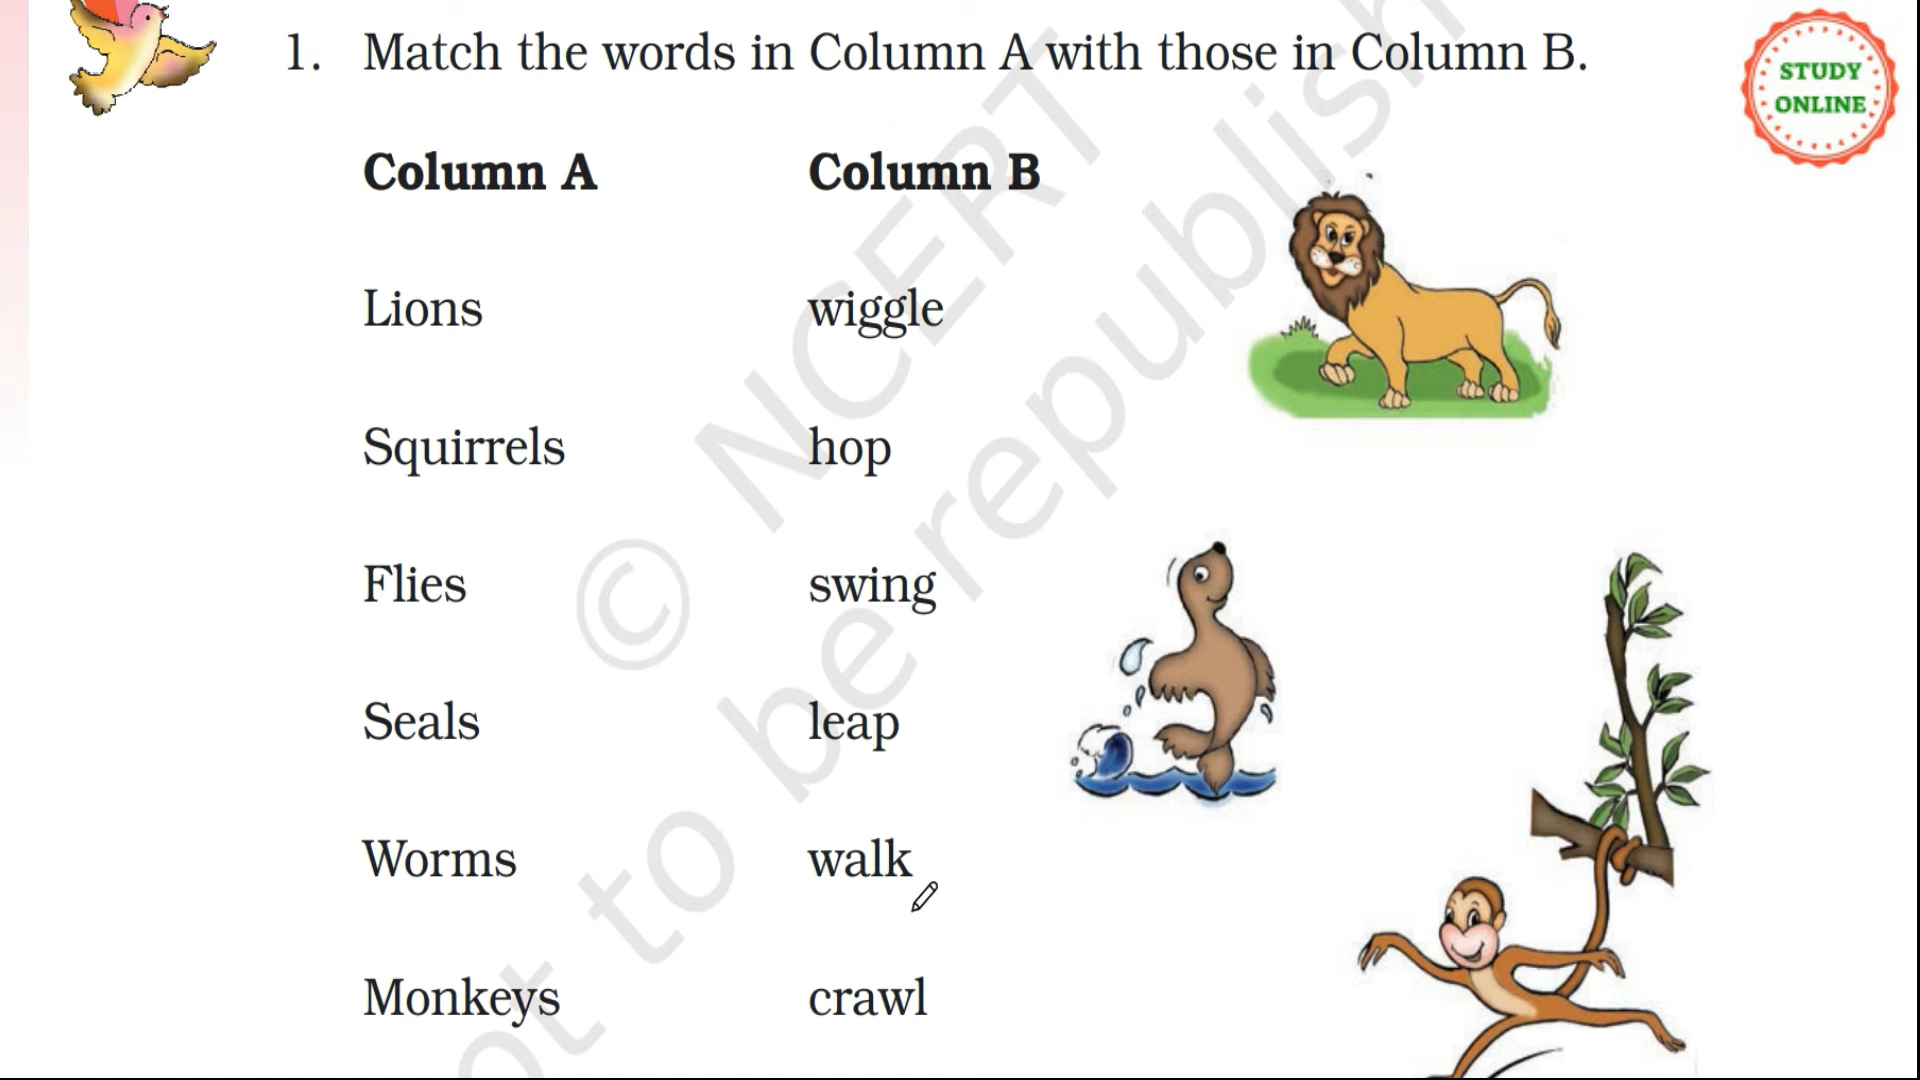 1. Match the words in Column A with those in Column B.
STUDY
ONLINE
Column A Column B
Lions wiggle
Squirrels hop
Flies swing
Seals leap
Worms walk
Monkeys crawl
© NCERT
not to be republish